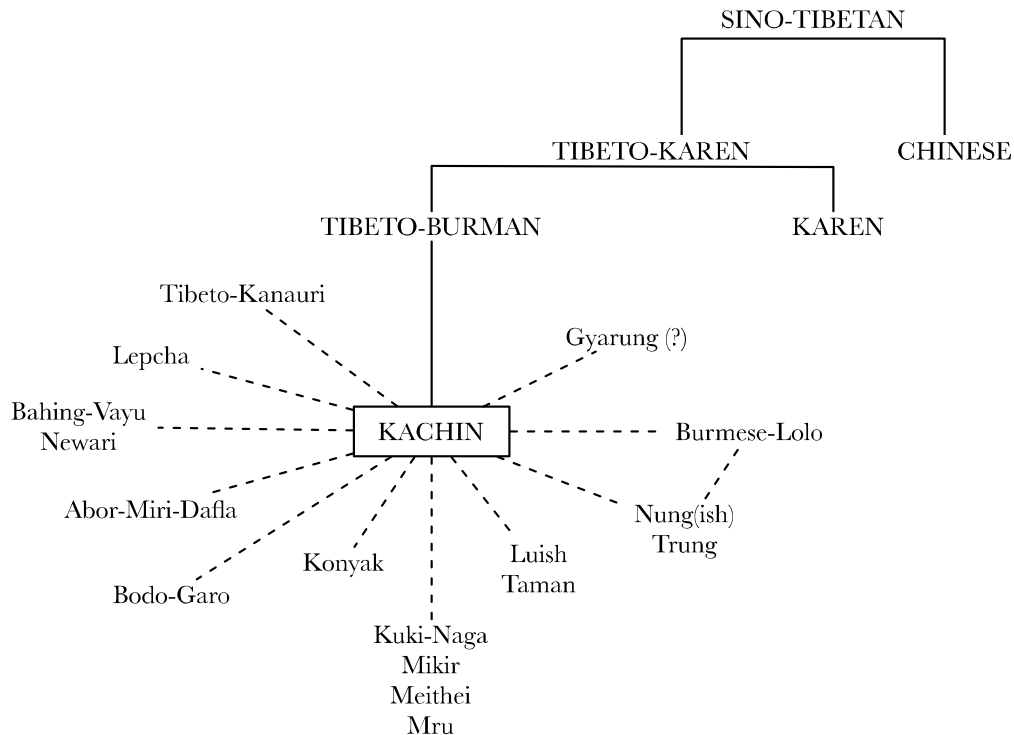 SINO-TIBETAN
TIBETO-KAREN
CHINESE
TIBETO-BURMAN
KAREN
Tibeto-Kanauri
Gyarung (?)
Lepcha
Bahing-Vayu
Newari
KACHIN
Burmese-Lolo
Abor-Miri-Dafla
Nung(ish)
Trung
Konyak
Luish
Taman
Bodo-Garo
Kuki-Naga
Mikir
Meithei
Mru